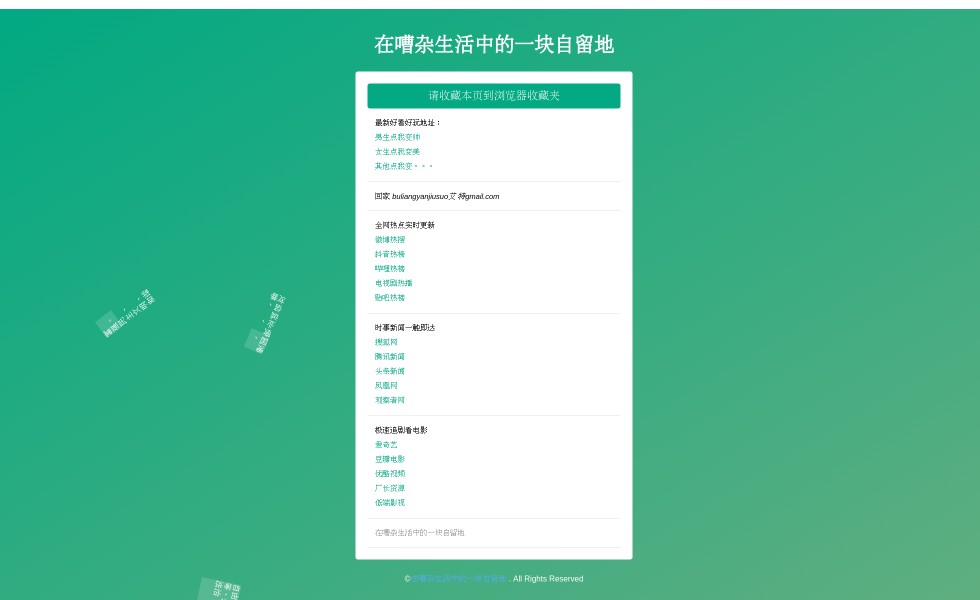 在嘈杂生活中的一块自留地
请收藏本页到浏览器收藏夹
最新好看好玩地址：
男生点我变帅
女生点我变美
其他点我变。。。
回家 buliangyanjiusuo艾特gmail.com
全网热点实时更新
微博热搜
抖音热榜
哔哩热榜
电视剧热播
贴吧热榜
时事新闻一触即达
搜狐网
腾讯新闻
头条新闻
凤凰网
观察者网
极速追剧看电影
爱奇艺
豆瓣电影
优酷视频
厂长资源
低端影视
在嘈杂生活中的一块自留地
©在嘈杂生活中的一块自留地 . All Rights Reserved